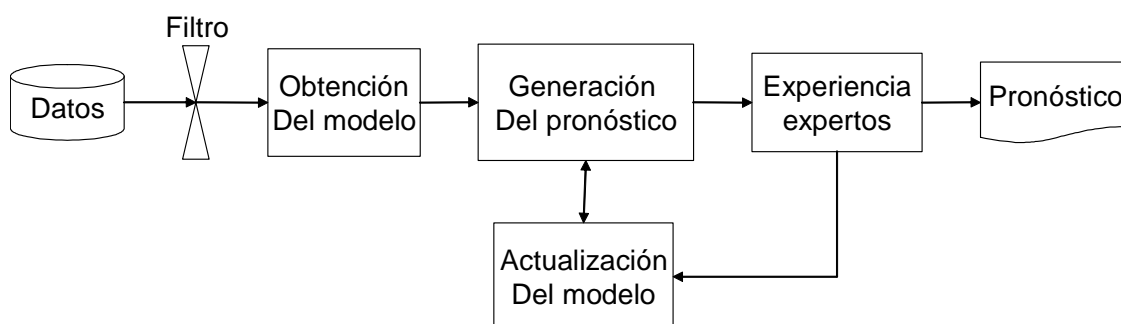 Filtro
Datos
Obtención
Del modelo
Generación
Del pronóstico
Experiencia
expertos
Pronóstico
Actualización
Del modelo